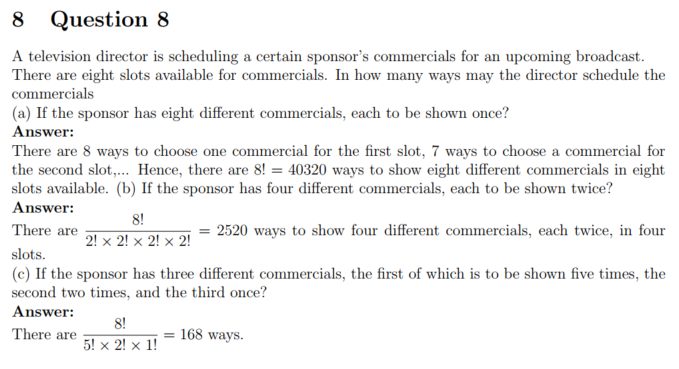 8 Question 8
A television director is scheduling a certain sponsor's commercials for an upcoming broadcast.
There are eight slots available for commercials. In how many ways may the director schedule the
commercials
(a) If the sponsor has eight different commercials, each to be shown once?
Answer:
There are 8 ways to choose one commercial for the first slot, 7 ways to choose a commercial for
the second slot,... Hence, there are 8! = 40320 ways to show eight different commercials in eight
slots available. (b) If the sponsor has four different commercials, each to be shown twice?
Answer:
There are 8! / 2! × 2! × 2! × 2! = 2520 ways to show four different commercials, each twice, in four
slots.
(c) If the sponsor has three different commercials, the first of which is to be shown five times, the
second two times, and the third once?
Answer:
There are 8! / 5! × 2! × 1! = 168 ways.